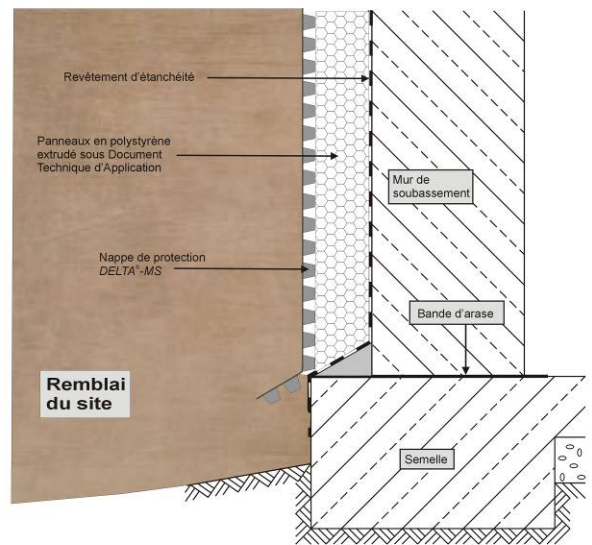 Revêtement d'étanchéité
Panneaux en polystyrène
extrudé sous Document
Technique d'Application
Mur de
soubassement
Nappe de protection
DELTA®-MS
Bande d'arase
Remblai
du site
Semelle